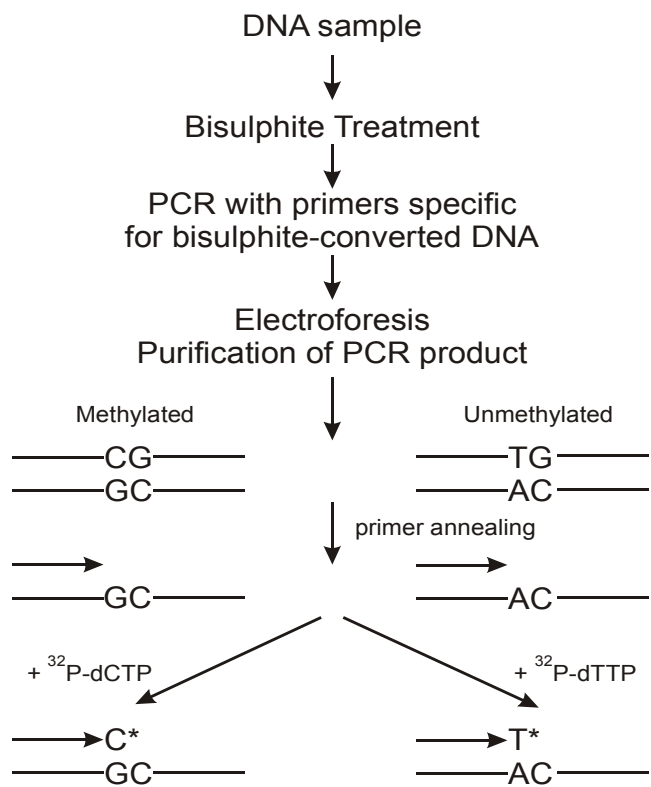 DNA sample
Bisulphite Treatment
PCR with primers specific
for bisulphite-converted DNA
Electroforesis
Purification of PCR product
Methylated
Unmethylated
CG
TG
GC
AC
primer annealing
GC
AC
+ ³²P-dCTP
+ ³²P-dTTP
C*
T*
GC
AC